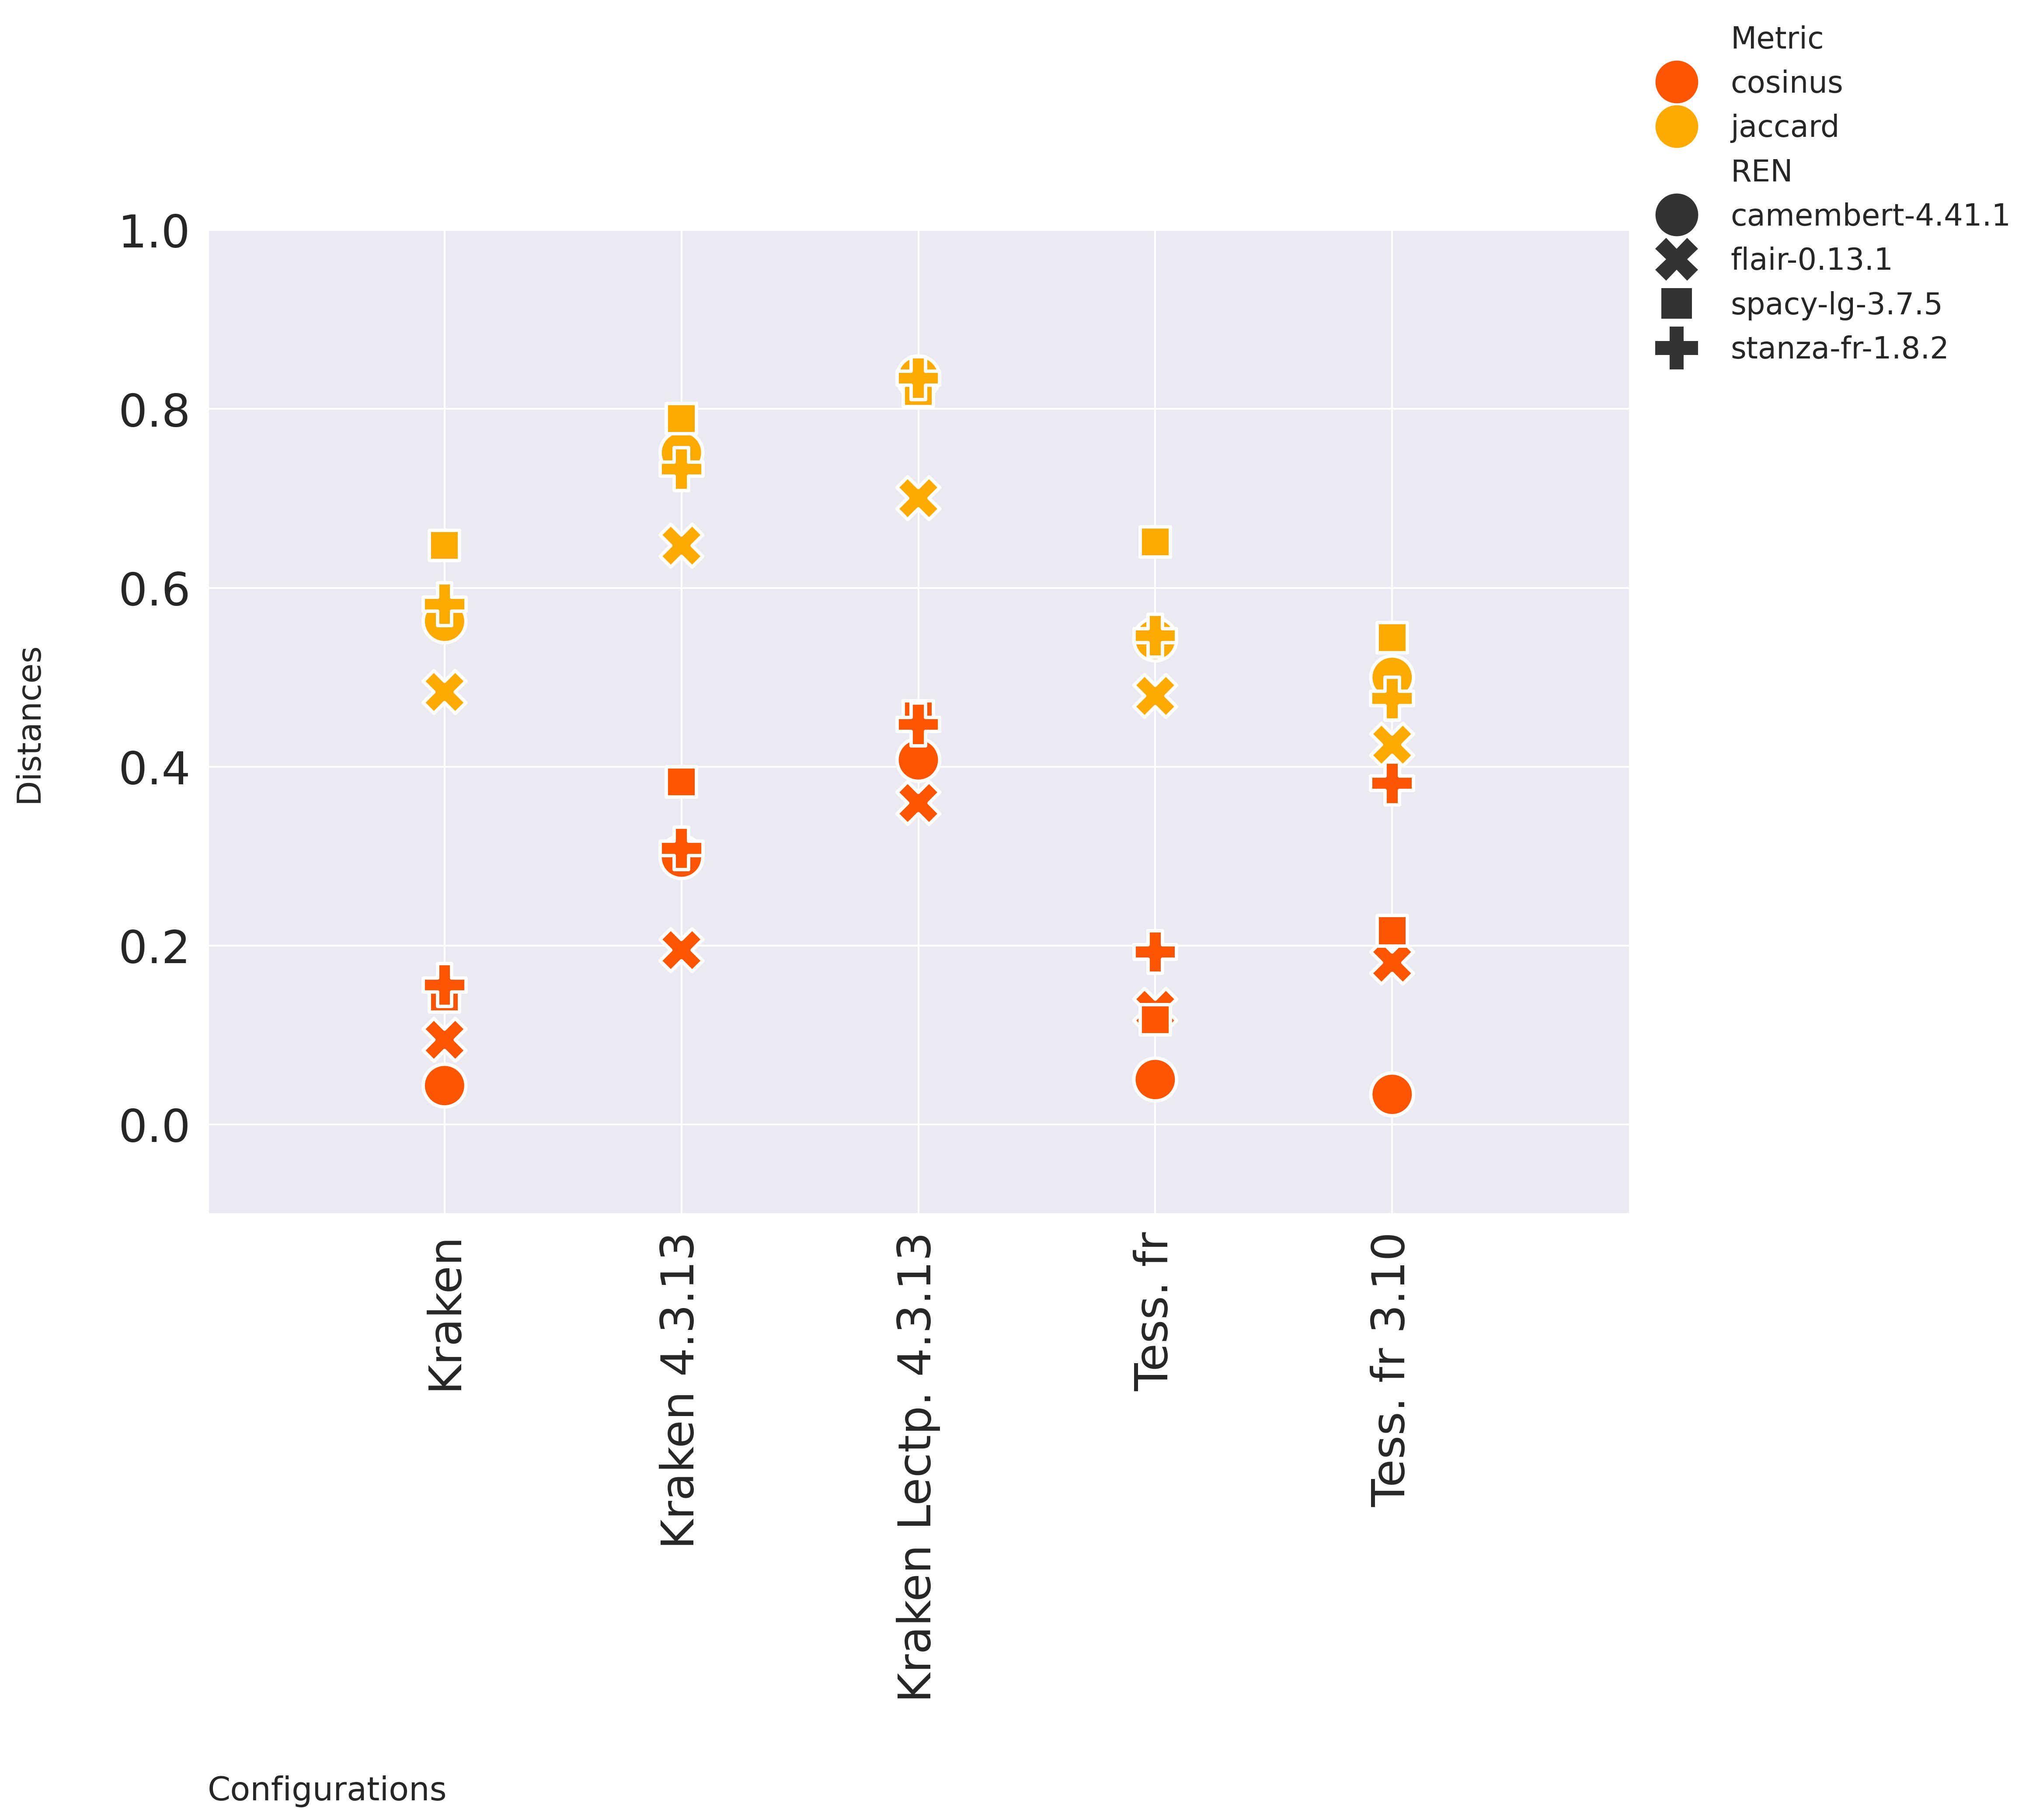 Metric
cosinus
jaccard
REN
camembert-4.41.1
flair-0.13.1
spacy-lg-3.7.5
stanza-fr-1.8.2
1.0
0.8
0.6
0.4
0.2
0.0
Distances
Kraken
Kraken 4.3.13
Kraken Lectp. 4.3.13
Tess. fr
Tess. fr 3.10
Configurations